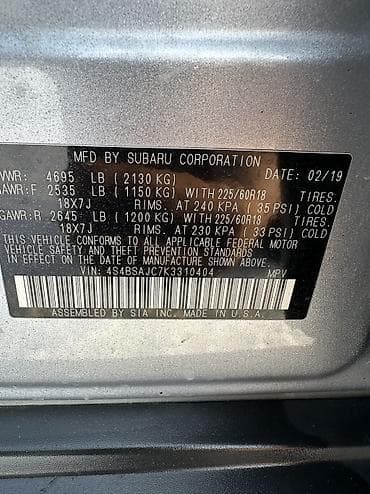 MFD BY SUBARU CORPORATION
VWR: 4695 LB (2130 KG) DATE: 02/19
AWR:F 2535 LB (1150 KG) WITH 225/60R18 TIRES.
18X7J RIMS. AT 240 KPA (35 PSI) COLD
GAWR:R 2645 LB (1200 KG) WITH 225/60R18 TIRES.
18X7J RIMS. AT 230 KPA (33 PSI) COLD
THIS VEHICLE CONFORMS TO ALL APPLICABLE FEDERAL MOTOR
VEHICLE SAFETY AND THEFT PREVENTION STANDARDS
IN EFFECT ON THE DATE OF MANUFACTURE SHOWN ABOVE.
VIN: 4S4BSAJC7K3310404 MPV
ASSEMBLED BY SIA INC. MADE IN U.S.A.